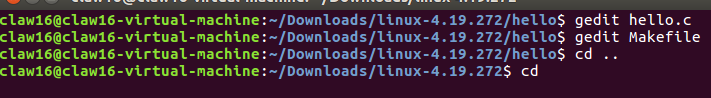 claw16@claw16-virtual-machine:~/Downloads/linux-4.19.272/hello$ gedit hello.c
claw16@claw16-virtual-machine:~/Downloads/linux-4.19.272/hello$ gedit Makefile
claw16@claw16-virtual-machine:~/Downloads/linux-4.19.272/hello$ cd ..
claw16@claw16-virtual-machine:~/Downloads/linux-4.19.272$ cd